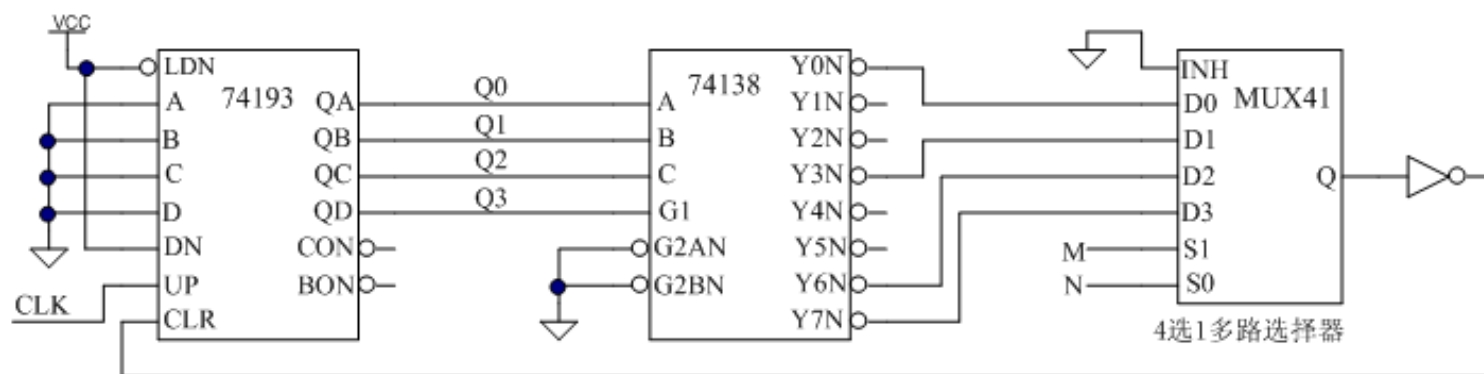 VCC
LDN
A
B
C
D
DN
UP
CLR
74193
QA
QB
QC
QD
CON
BON
CLK
Q0
Q1
Q2
Q3
74138
A
B
C
G1
G2AN
G2BN
Y0N
Y1N
Y2N
Y3N
Y4N
Y5N
Y6N
Y7N
INH
MUX41
D0
D1
D2
D3
S1
S0
Q
M
N
4选1多路选择器